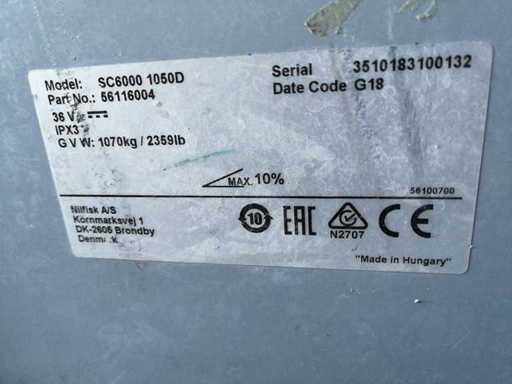 Model: SC6000 1050D
Part No.: 56116004
36 V
IPX3
G V W: 1070kg / 2359lb
Serial 3510183100132
Date Code G18
MAX. 10%
56100700
Nilfisk A/S
Kornmarksvej 1
DK-2605 Brondby
10 EAC N2707 CE
"Made in Hungary"